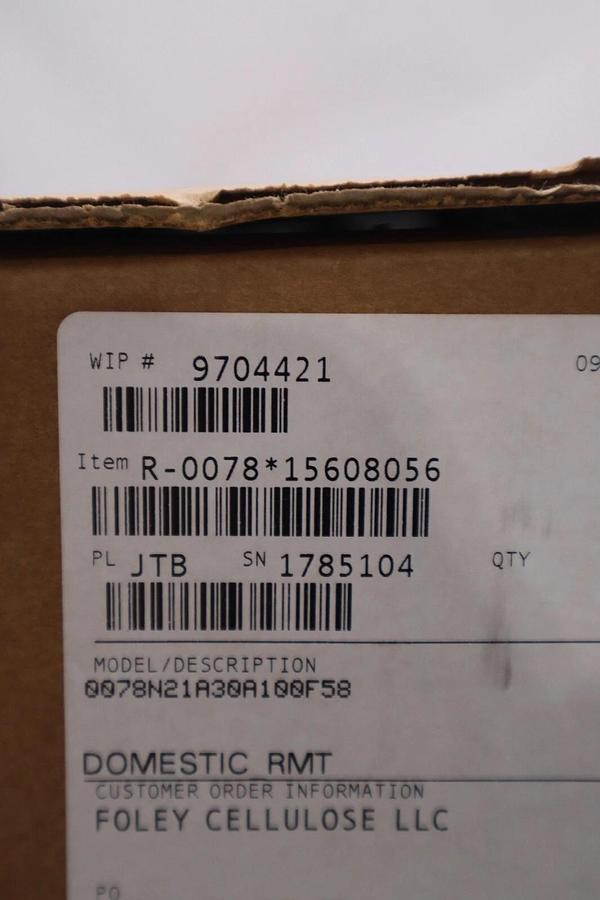 WIP # 9704421 09
Item R-0078*15608056
PL JTB SN 1785104 QTY
MODEL/DESCRIPTION
0078N21A30A100F58
DOMESTIC RMT
CUSTOMER ORDER INFORMATION
FOLEY CELLULOSE LLC
PO